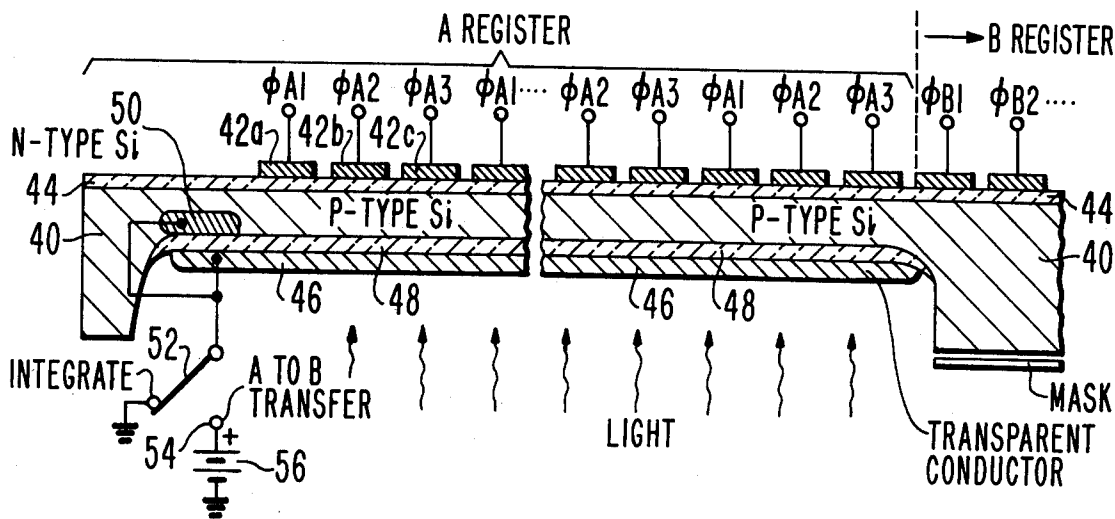 A REGISTER
B REGISTER
ϕA1 ϕA2 ϕA3 ϕA1···· ϕA2 ϕA3 ϕA1 ϕA2 ϕA3 ϕB1 ϕB2····
50
42a 42b 42c
N-TYPE Si
44
P-TYPE Si P-TYPE Si
44
40
40
46 48 46 48
52
INTEGRATE
A TO B
TRANSFER
MASK
54
+
56
LIGHT
TRANSPARENT
CONDUCTOR